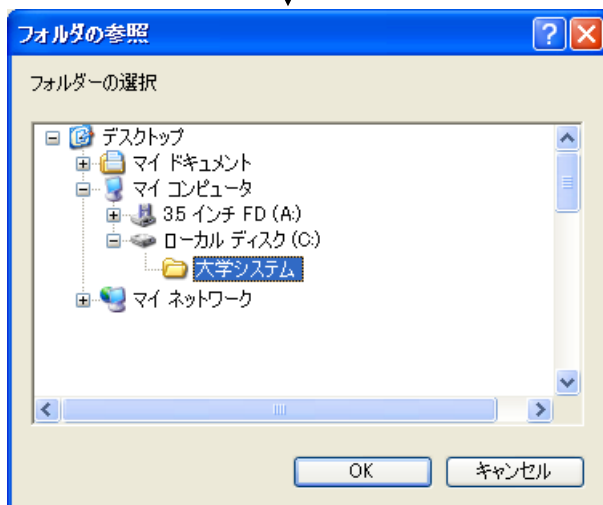 フォルダの参照
フォルダーの選択
デスクトップ
マイ ドキュメント
マイ コンピュータ
3.5 インチ FD (A:)
ローカル ディスク (C:)
大学システム
マイ ネットワーク
OK キャンセル